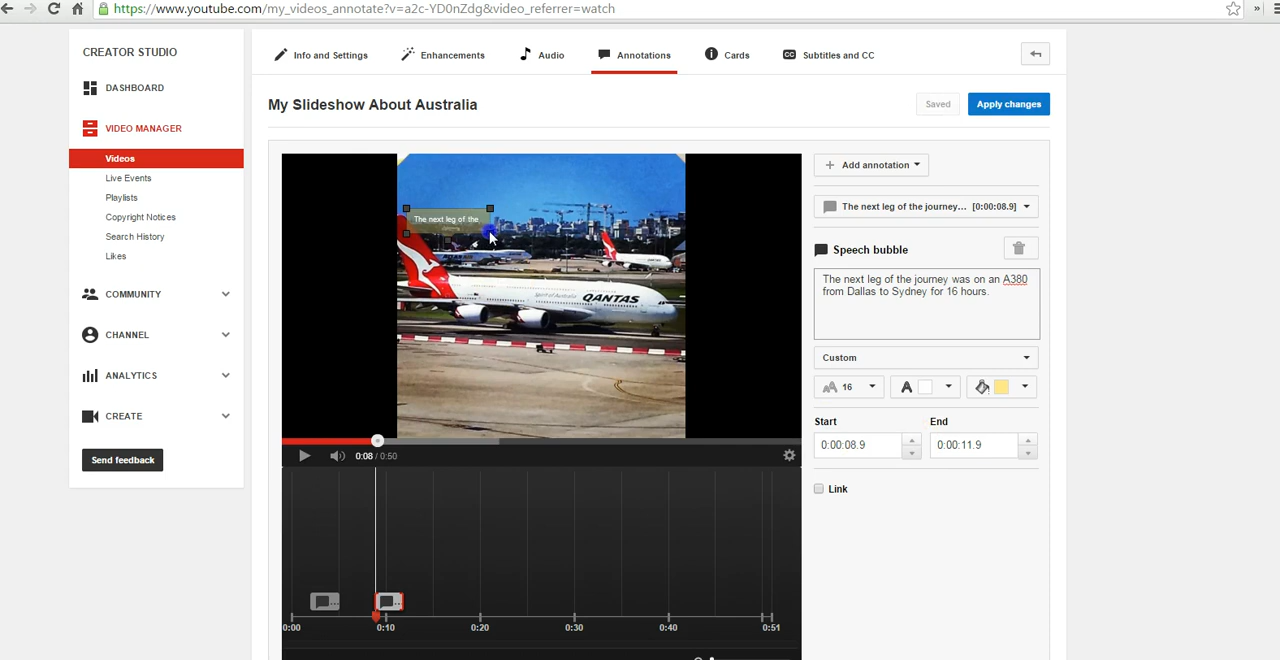 https://www.youtube.com/my_videos_annotate?v=a2c-YD0nZdg&video_referrer=watch
CREATOR STUDIO
DASHBOARD
VIDEO MANAGER
Videos
Live Events
Playlists
Copyright Notices
Search History
Likes
COMMUNITY
CHANNEL
ANALYTICS
CREATE
Send feedback
Info and Settings
Enhancements
Audio
Annotations
Cards
Subtitles and CC
My Slideshow About Australia
Saved
Apply changes
The next leg of the
Spirit of Australia
QANTAS
0:08 / 0:50
0:00
0:10
0:20
0:30
0:40
0:51
Add annotation
The next leg of the journey... [0:00:08.9]
Speech bubble
The next leg of the journey was on an A380
from Dallas to Sydney for 16 hours.
Custom
16
Start
End
0:00:08.9
0:00:11.9
Link